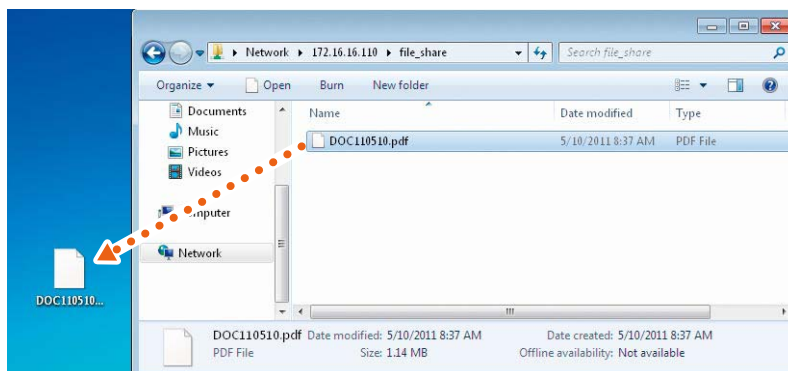 Network 172.16.16.110 file_share Search file_share
Organize Open Burn New folder
Documents
Music
Pictures
Videos
Network
Name Date modified Type
DOC110510.pdf 5/10/2011 8:37 AM PDF File
DOC110510...
DOC110510.pdf Date modified: 5/10/2011 8:37 AM Date created: 5/10/2011 8:37 AM
PDF File Size: 1.14 MB Offline availability: Not available